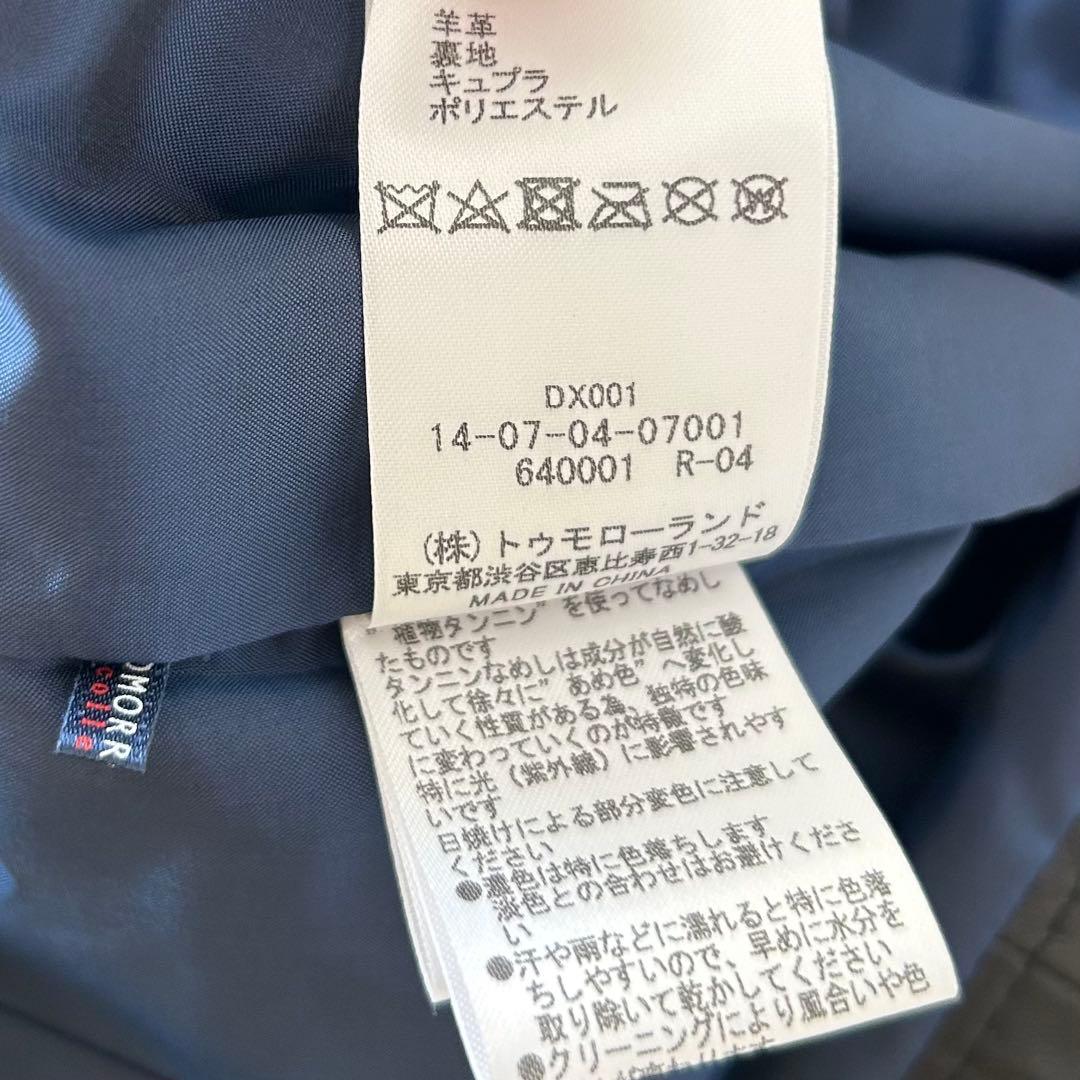 羊革
裏地
キュプラ
ポリエステル
DX001
14-07-04-07001
640001 R-04
(株)トゥモローランド
東京都渋谷区恵比寿西1-32-18
MADE IN CHINA
"植物タンニン"を使ってなめし
たものです
タンニンなめしは成分が自然に酸
化して徐々に"あめ色"へ変化し
ていく性質がある為、独特の色味
に変わっていくのが特徴です
特に光(紫外線)に影響されやす
いです
日焼けによる部分変色に注意して
ください
●濃色は特に色落ちします
淡色との合わせはお避けくださ
い
●汗や雨などに濡れると特に色落
ちしやすいので、早めに水分を
取り除いて乾かしてください
●クリーニングにより風合いや色
OMORR
coll